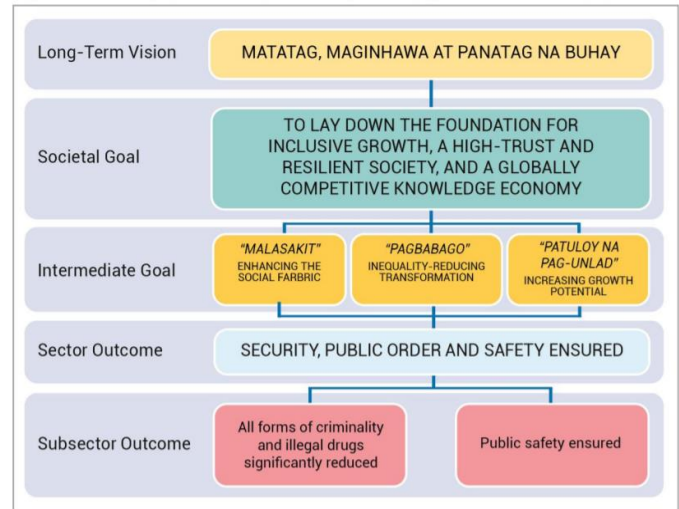 Long-Term Vision
MATATAG, MAGINHAWA AT PANATAG NA BUHAY
Societal Goal
TO LAY DOWN THE FOUNDATION FOR
INCLUSIVE GROWTH, A HIGH-TRUST AND
RESILIENT SOCIETY, AND A GLOBALLY
COMPETITIVE KNOWLEDGE ECONOMY
Intermediate Goal
"MALASAKIT"
ENHANCING THE
SOCIAL FARBRIC
"PAGBABAGO"
INEQUALITY-REDUCING
TRANSFORMATION
"PATULOY NA
PAG-UNLAD"
INCREASING GROWTH
POTENTIAL
Sector Outcome
SECURITY, PUBLIC ORDER AND SAFETY ENSURED
Subsector Outcome
All forms of criminality
and illegal drugs
significantly reduced
Public safety ensured